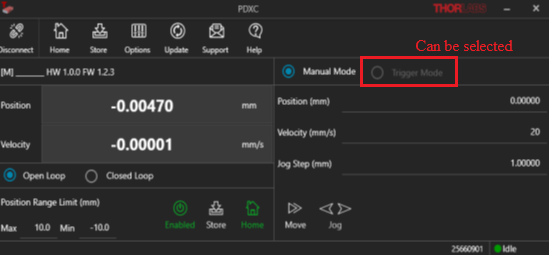 PDXC
THORLABS
Disconnect Home Store Options Update Support Help
Can be selected
[M] ______ HW 1.0.0 FW 1.2.3
Manual Mode Trigger Mode
Position -0.00470 mm
Position (mm) 0.00000
Velocity -0.00001 mm/s
Velocity (mm/s) 20
Jog Step (mm) 1.00000
Open Loop Closed Loop
Position Range Limit (mm)
Max 10.0 Min -10.0
Enabled Store Home
Move Jog
25660901 Idle